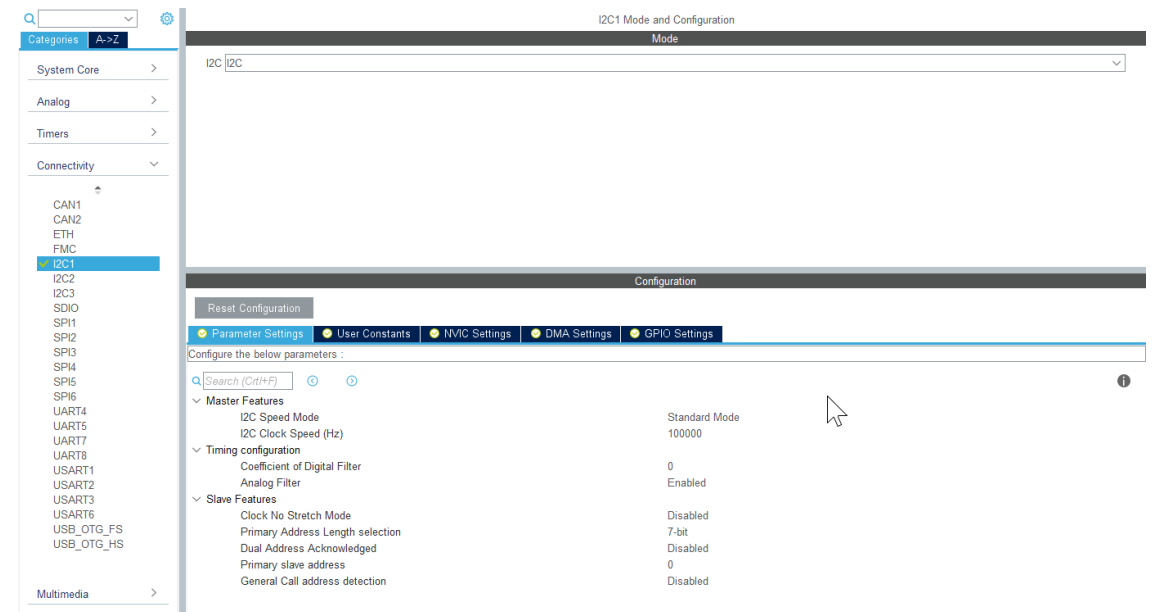 I2C1 Mode and Configuration
Categories A->Z
System Core
Analog
Timers
Connectivity
CAN1
CAN2
ETH
FMC
I2C1
I2C2
I2C3
SDIO
SPI1
SPI2
SPI3
SPI4
SPI5
SPI6
UART4
UART5
UART7
UART8
USART1
USART2
USART3
USART6
USB_OTG_FS
USB_OTG_HS
Multimedia
Mode
I2C I2C
Configuration
Reset Configuration
Parameter Settings User Constants NVIC Settings DMA Settings GPIO Settings
Configure the below parameters :
Search (Crtl+F)
Master Features
I2C Speed Mode Standard Mode
I2C Clock Speed (Hz) 100000
Timing configuration
Coefficient of Digital Filter 0
Analog Filter Enabled
Slave Features
Clock No Stretch Mode Disabled
Primary Address Length selection 7-bit
Dual Address Acknowledged Disabled
Primary slave address 0
General Call address detection Disabled